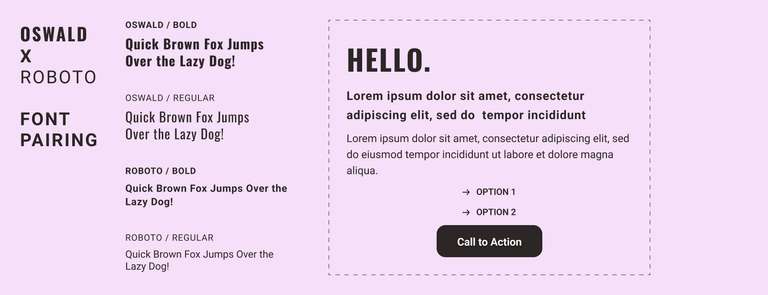 OSWALD
X
ROBOTO
FONT
PAIRING
OSWALD / BOLD
Quick Brown Fox Jumps
Over the Lazy Dog!
OSWALD / REGULAR
Quick Brown Fox Jumps
Over the Lazy Dog!
ROBOTO / BOLD
Quick Brown Fox Jumps Over the
Lazy Dog!
ROBOTO / REGULAR
Quick Brown Fox Jumps Over the
Lazy Dog!
HELLO.
Lorem ipsum dolor sit amet, consectetur
adipiscing elit, sed do tempor incididunt
Lorem ipsum dolor sit amet, consectetur adipiscing elit, sed
do eiusmod tempor incididunt ut labore et dolore magna
aliqua.
→ OPTION 1
→ OPTION 2
Call to Action